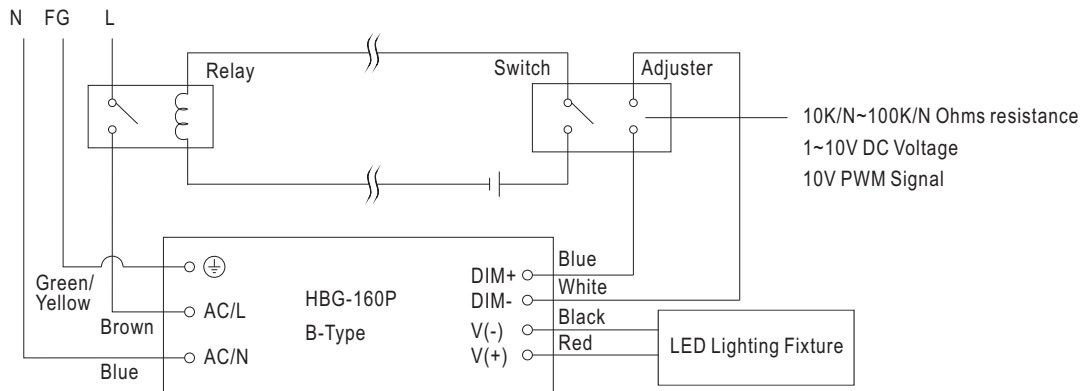 N FG L
Relay
Switch
Adjuster
10K/N~100K/N Ohms resistance
1~10V DC Voltage
10V PWM Signal
Green/
Yellow
Brown
Blue
AC/L
AC/N
HBG-160P
B-Type
DIM+
DIM-
V(-)
V(+)
Blue
White
Black
Red
LED Lighting Fixture